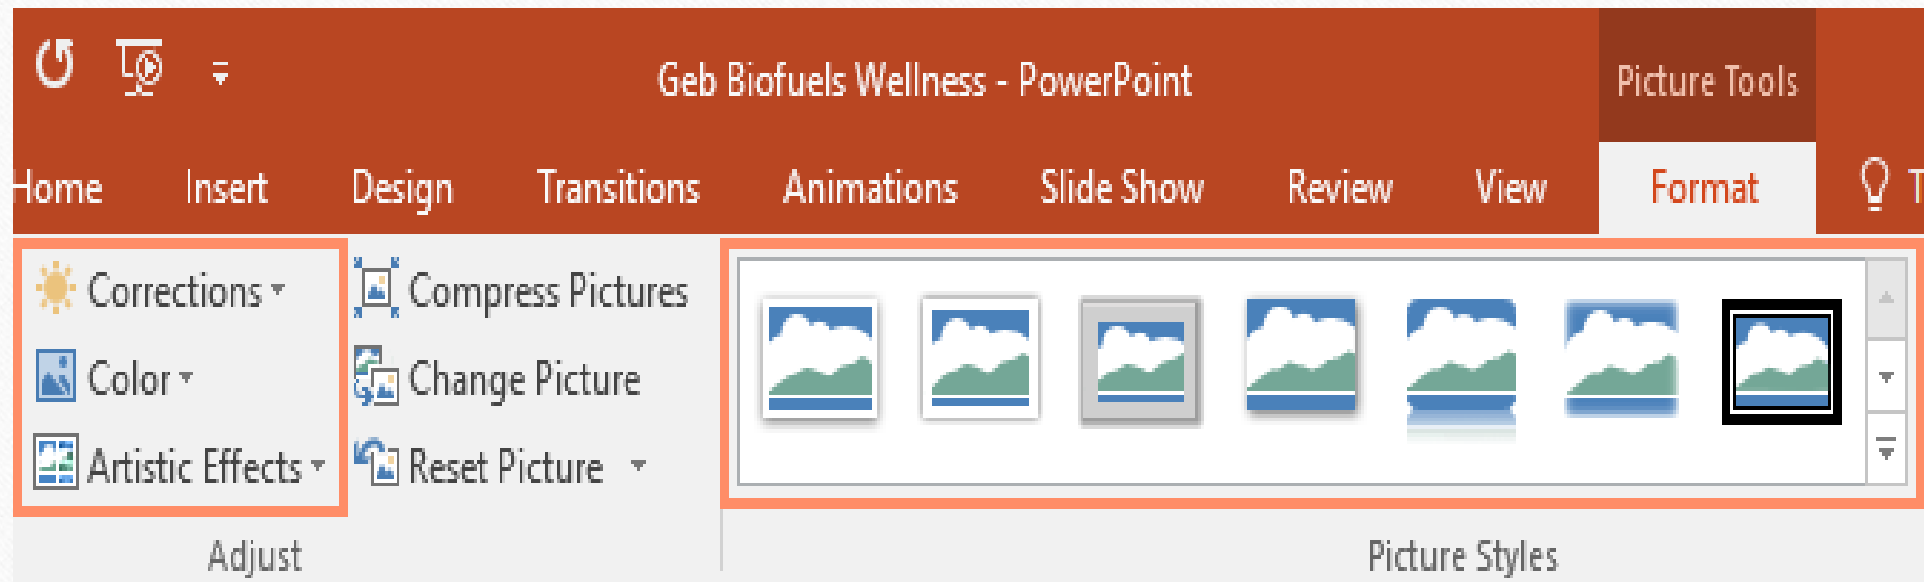 Geb Biofuels Wellness - PowerPoint
Picture Tools
Home Insert Design Transitions Animations Slide Show Review View Format T
Corrections Compress Pictures
Color Change Picture
Artistic Effects Reset Picture
Adjust Picture Styles